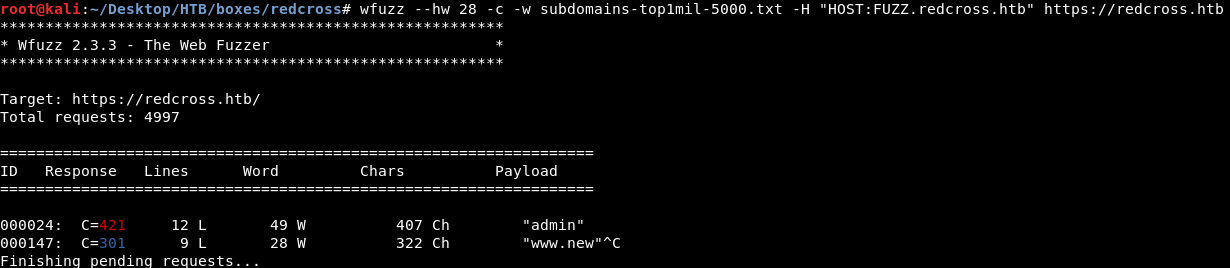 root@kali:~/Desktop/HTB/boxes/redcross# wfuzz --hw 28 -c -w subdomains-top1mil-5000.txt -H "HOST:FUZZ.redcross.htb" https://redcross.htb
********************************************************
* Wfuzz 2.3.3 - The Web Fuzzer                         *
********************************************************

Target: https://redcross.htb/
Total requests: 4997

==================================================================
ID   Response   Lines      Word         Chars          Payload
==================================================================

000024:  C=421     12 L       49 W          407 Ch        "admin"
000147:  C=301      9 L       28 W          322 Ch        "www.new"^C
Finishing pending requests...